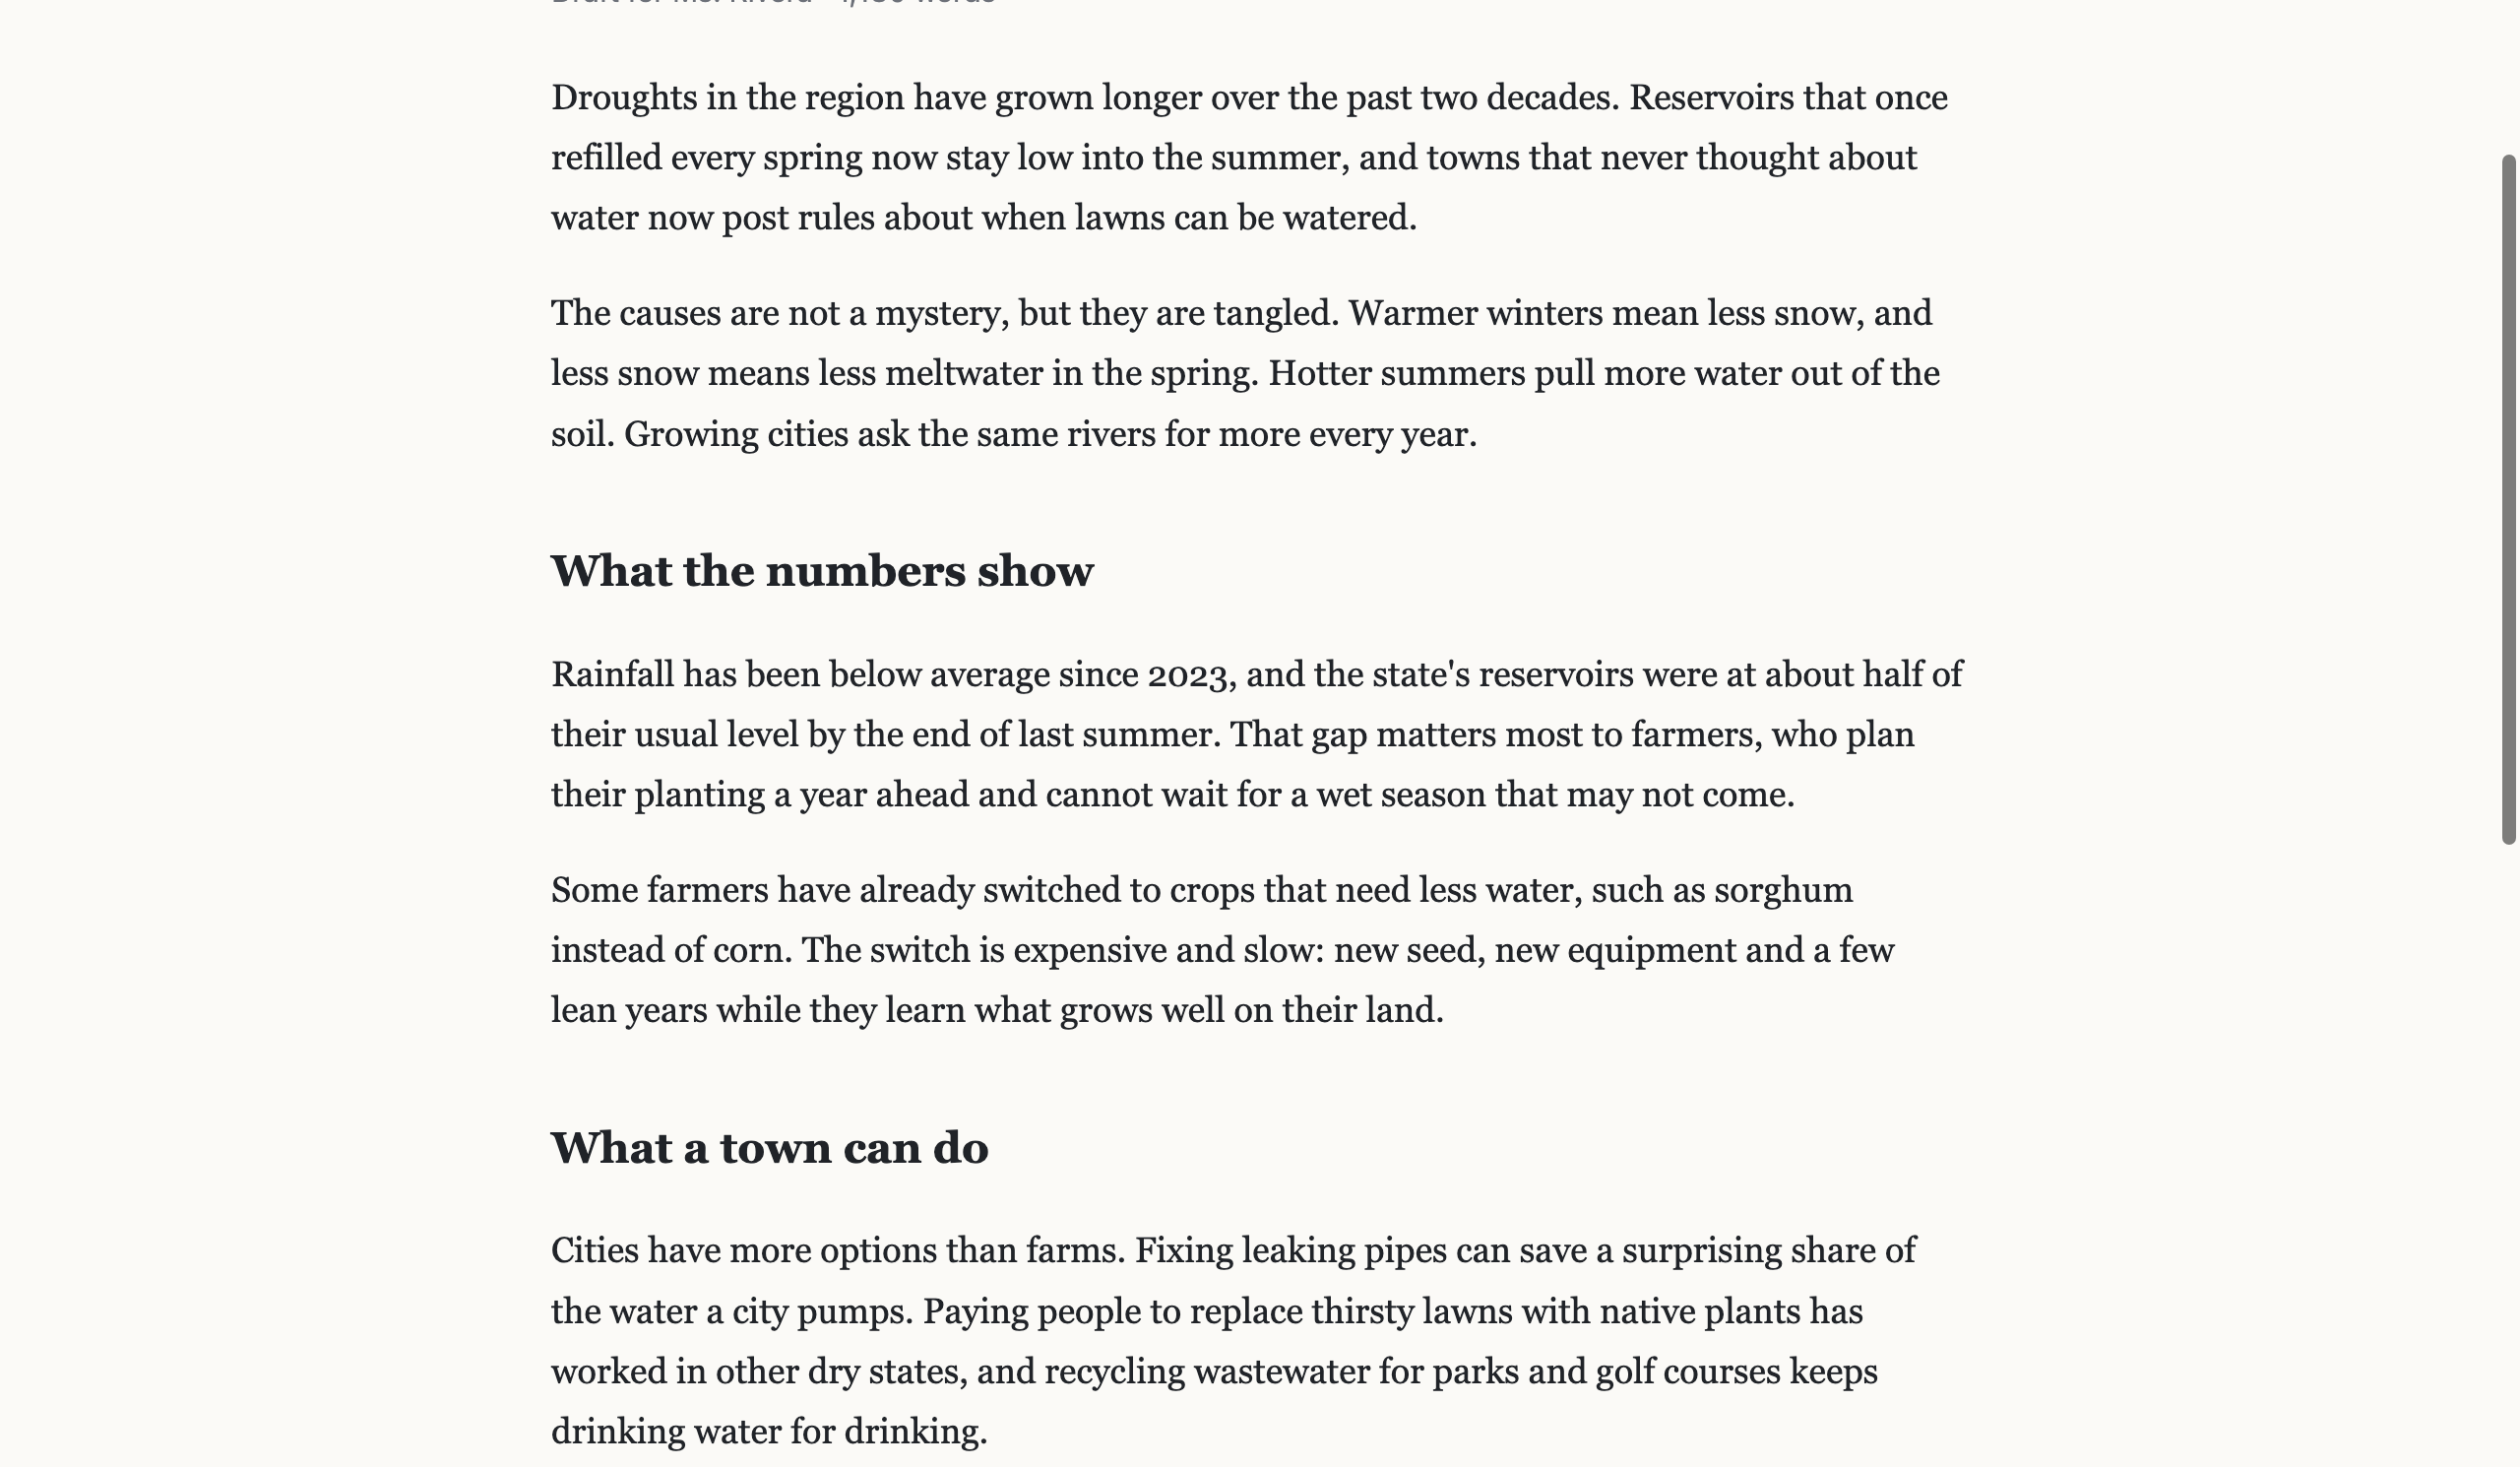 Droughts in the region have grown longer over the past two decades. Reservoirs that once
refilled every spring now stay low into the summer, and towns that never thought about
water now post rules about when lawns can be watered.
The causes are not a mystery, but they are tangled. Warmer winters mean less snow, and
less snow means less meltwater in the spring. Hotter summers pull more water out of the
soil. Growing cities ask the same rivers for more every year.
What the numbers show
Rainfall has been below average since 2023, and the state's reservoirs were at about half of
their usual level by the end of last summer. That gap matters most to farmers, who plan
their planting a year ahead and cannot wait for a wet season that may not come.
Some farmers have already switched to crops that need less water, such as sorghum
instead of corn. The switch is expensive and slow: new seed, new equipment and a few
lean years while they learn what grows well on their land.
What a town can do
Cities have more options than farms. Fixing leaking pipes can save a surprising share of
the water a city pumps. Paying people to replace thirsty lawns with native plants has
worked in other dry states, and recycling wastewater for parks and golf courses keeps
drinking water for drinking.